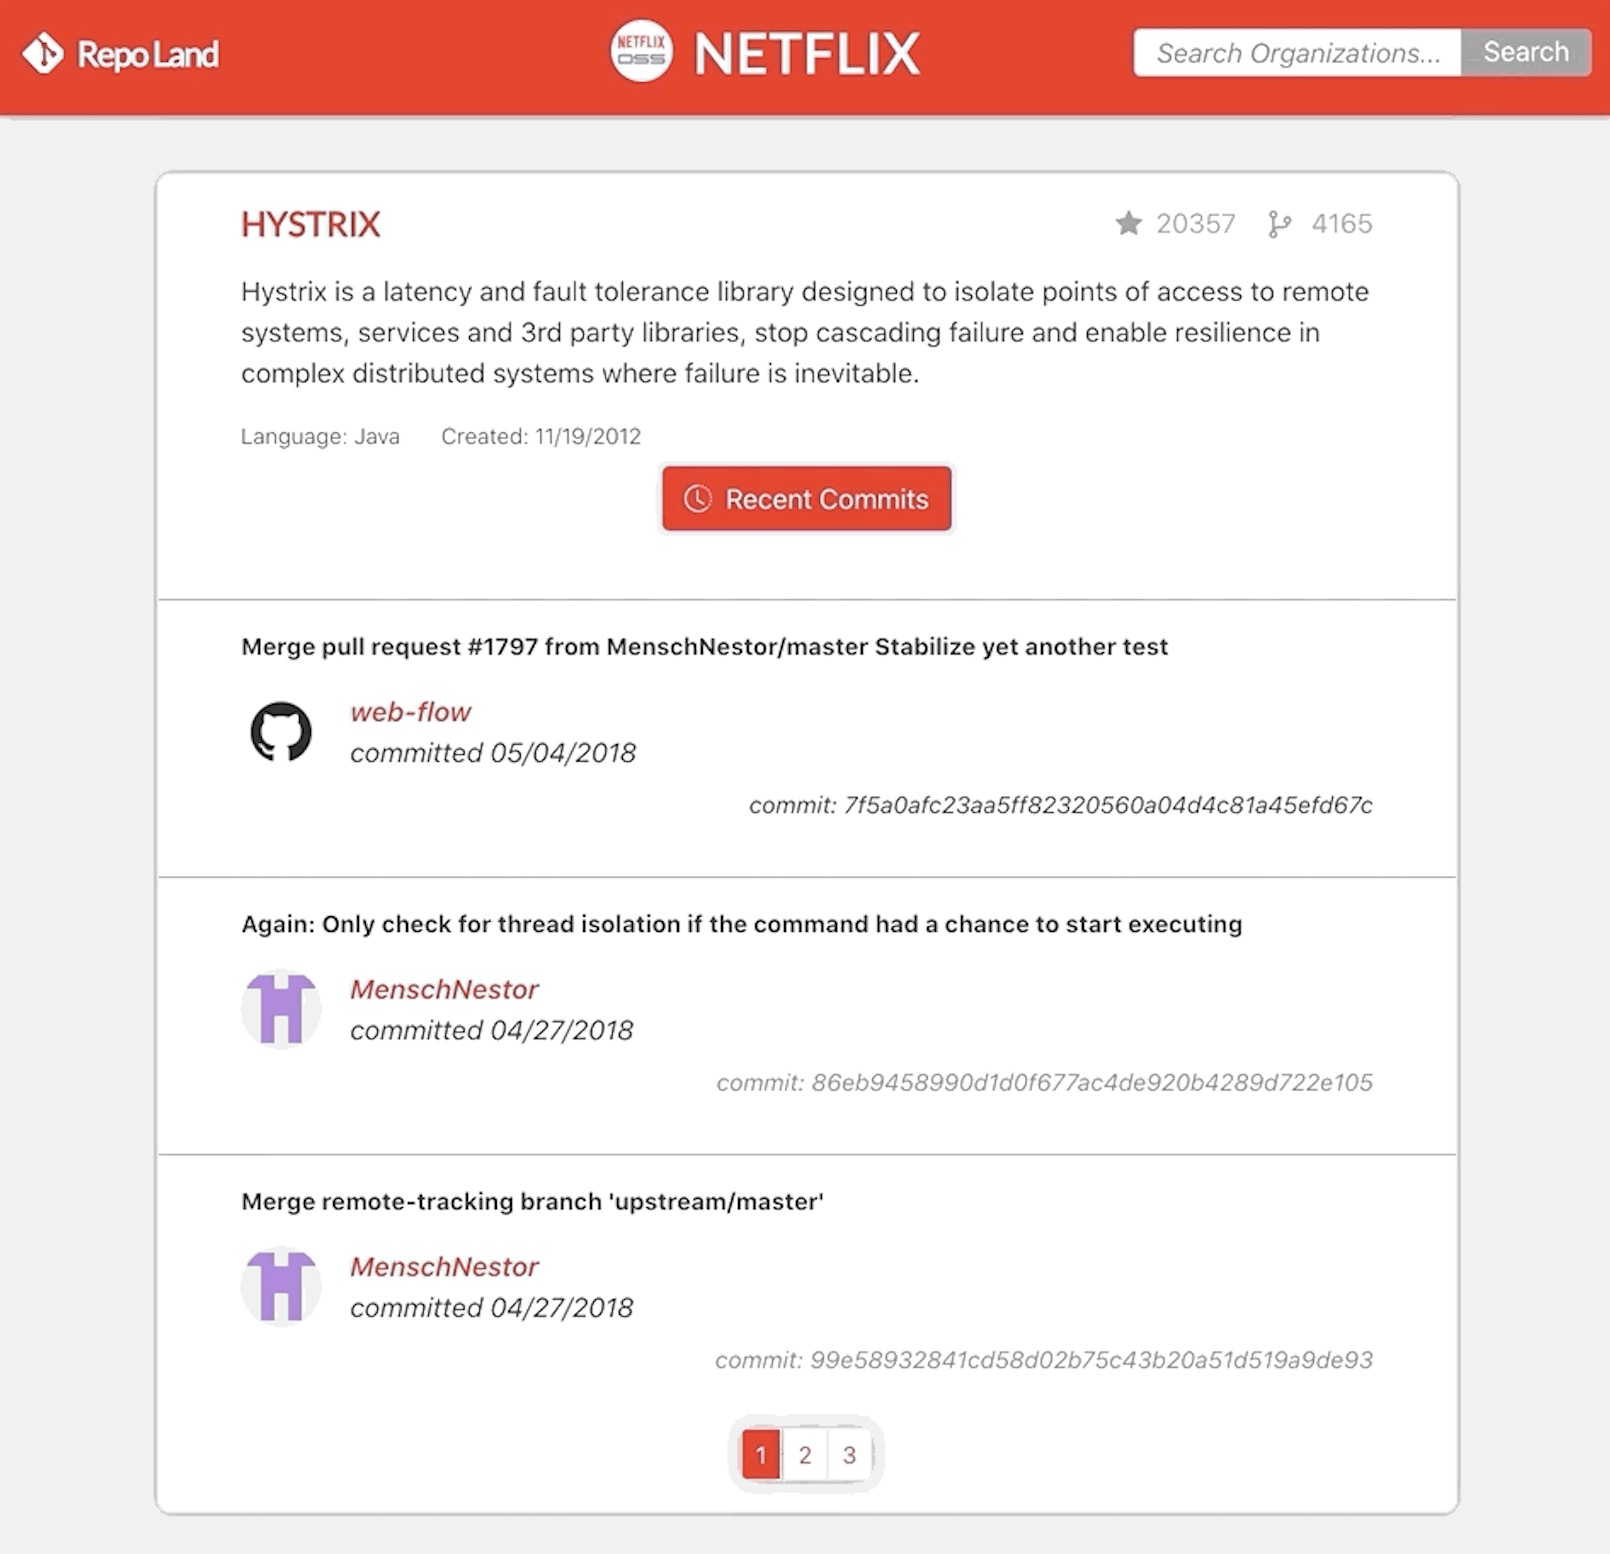 Repo Land
NETFLIX
OSS
NETFLIX
Search Organizations...
Search
HYSTRIX
20357
4165
Hystrix is a latency and fault tolerance library designed to isolate points of access to remote
systems, services and 3rd party libraries, stop cascading failure and enable resilience in
complex distributed systems where failure is inevitable.
Language: Java
Created: 11/19/2012
Recent Commits
Merge pull request #1797 from MenschNestor/master Stabilize yet another test
web-flow
committed 05/04/2018
commit: 7f5a0afc23aa5ff82320560a04d4c81a45efd67c
Again: Only check for thread isolation if the command had a chance to start executing
MenschNestor
committed 04/27/2018
commit: 86eb9458990d1d0f677ac4de920b4289d722e105
Merge remote-tracking branch 'upstream/master'
MenschNestor
committed 04/27/2018
commit: 99e58932841cd58d02b75c43b20a51d519a9de93
1 2 3